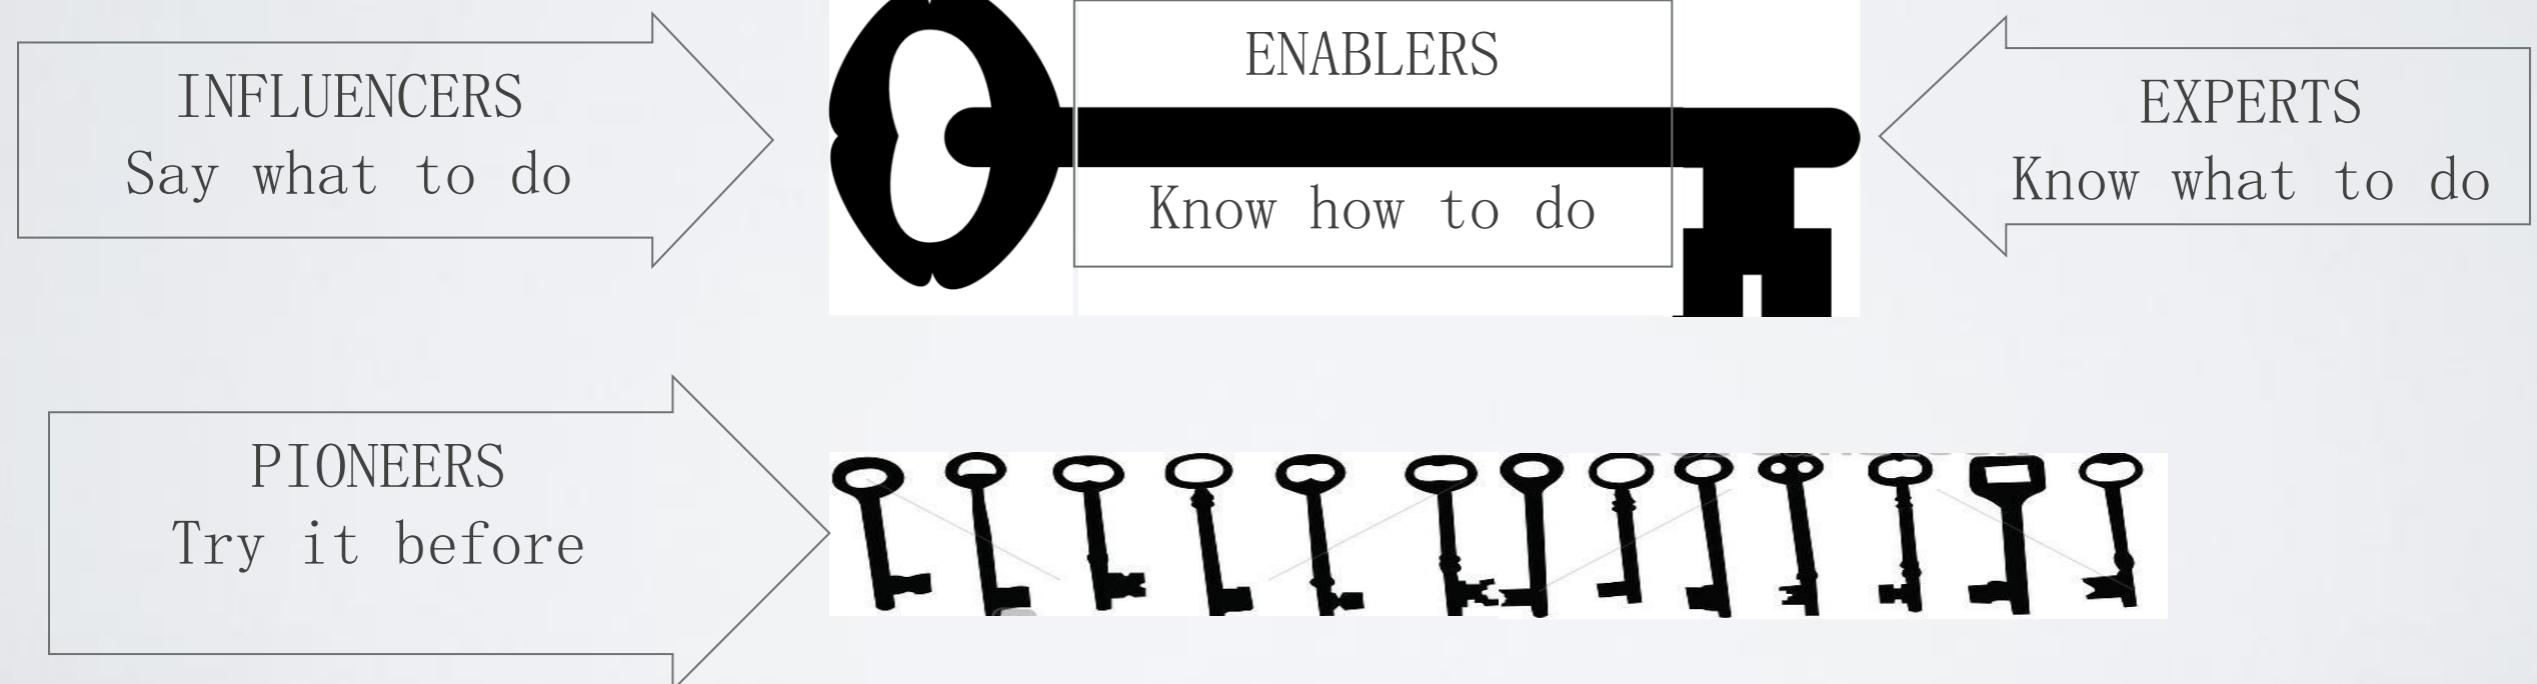 INFLUENCERS
Say what to do
ENABLERS
Know how to do
EXPERTS
Know what to do
PIONEERS
Try it before